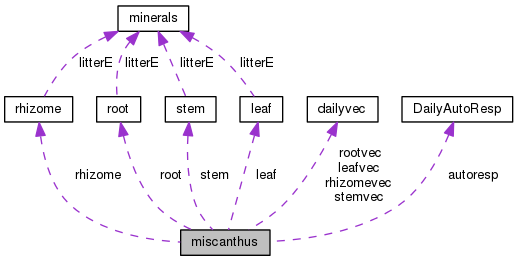 minerals
litterE litterE litterE litterE
rhizome root stem leaf dailyvec DailyAutoResp
rootvec
leafvec
rhizome root stem leaf rhizomevec autoresp
stemvec
miscanthus